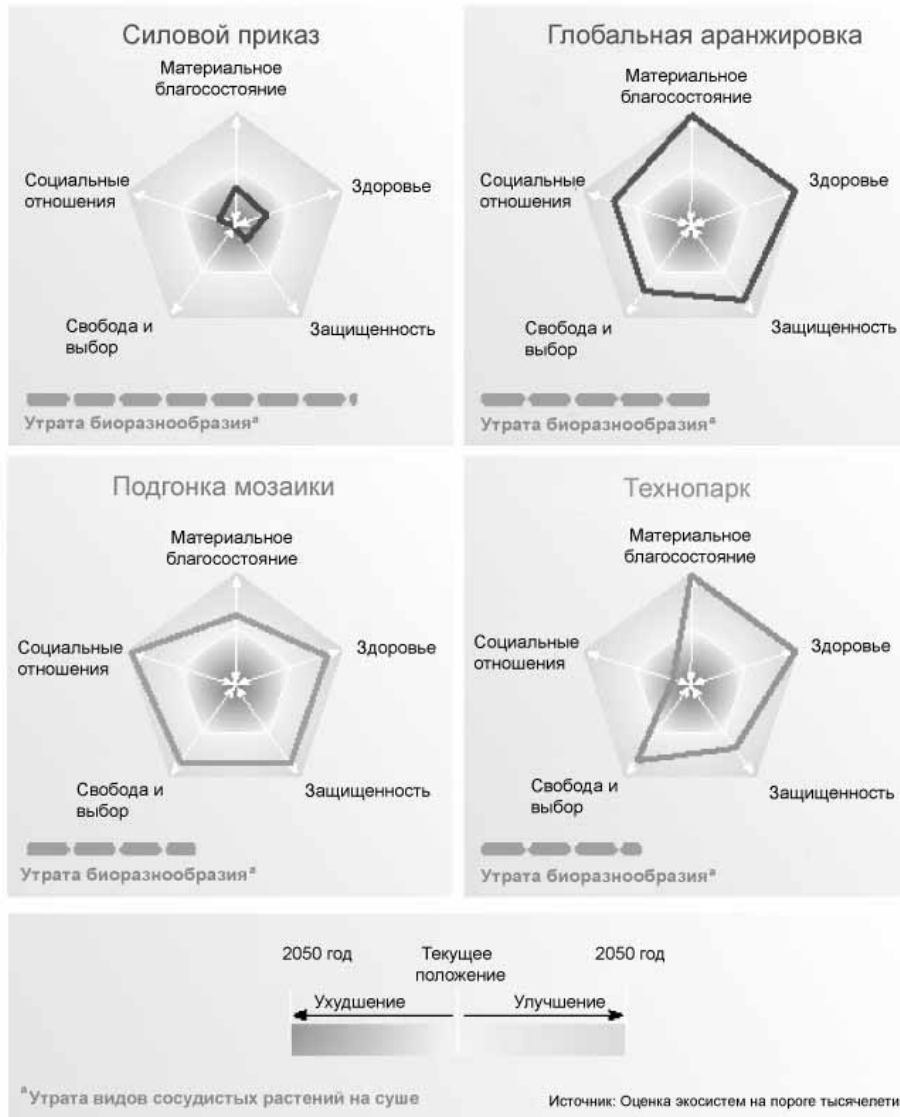 Силовой приказ
Материальное
благосостояние
Социальные
отношения
Здоровье
Свобода и
выбор
Защищенность
Утрата биоразнообразияª
Глобальная аранжировка
Материальное
благосостояние
Социальные
отношения
Здоровье
Свобода и
выбор
Защищенность
Утрата биоразнообразияª
Подгонка мозаики
Материальное
благосостояние
Социальные
отношения
Здоровье
Свобода и
выбор
Защищенность
Утрата биоразнообразияª
Технопарк
Материальное
благосостояние
Социальные
отношения
Здоровье
Свобода и
выбор
Защищенность
Утрата биоразнообразияª
2050 год
Текущее
положение
2050 год
Ухудшение
Улучшение
ªУтрата видов сосудистых растений на суше
Источник: Оценка экосистем на пороге тысячелети